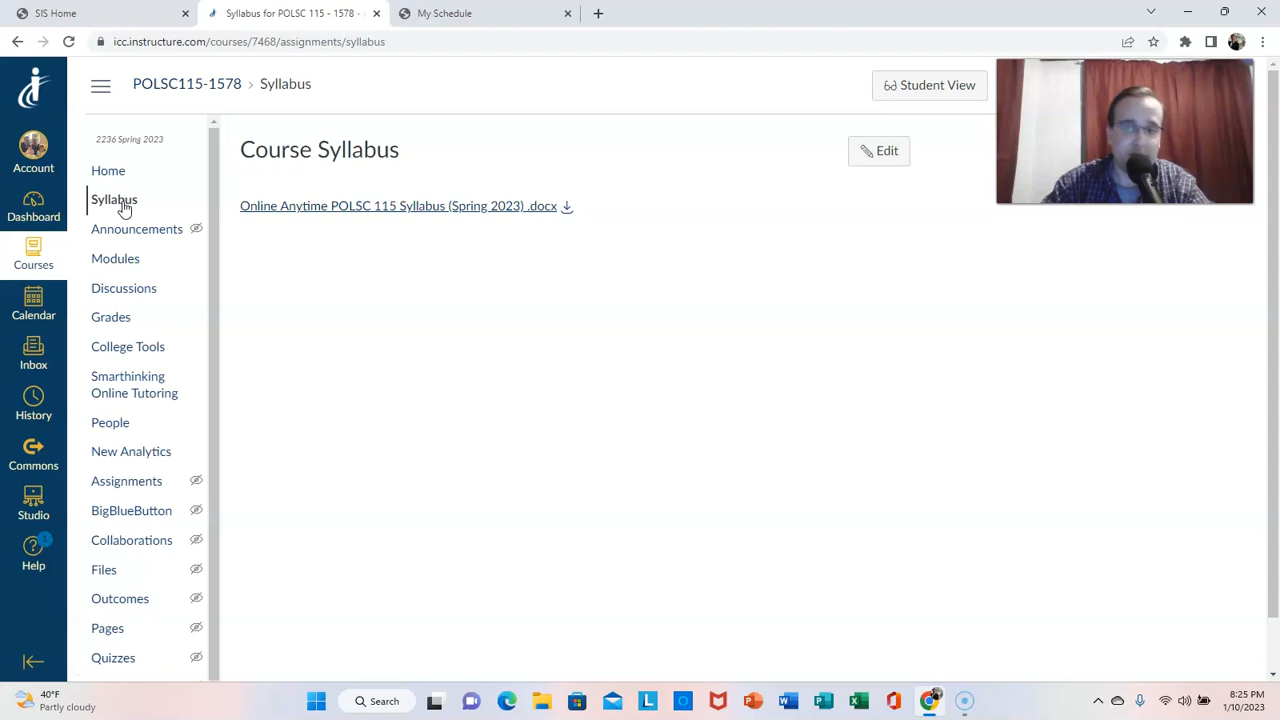 SIS Home
Syllabus for POLSC 115 - 1578 -
My Schedule
icc.instructure.com/courses/7468/assignments/syllabus
POLSC115-1578 › Syllabus
Student View
2236 Spring 2023
Home
Syllabus
Announcements
Modules
Discussions
Grades
College Tools
Smarthinking
Online Tutoring
People
New Analytics
Assignments
BigBlueButton
Collaborations
Files
Outcomes
Pages
Quizzes
Account
Dashboard
Courses
Calendar
Inbox
History
Commons
Studio
1
Help
Course Syllabus
Edit
Online Anytime POLSC 115 Syllabus (Spring 2023) .docx
40°F
Partly cloudy
Search
8:25 PM
1/10/2023